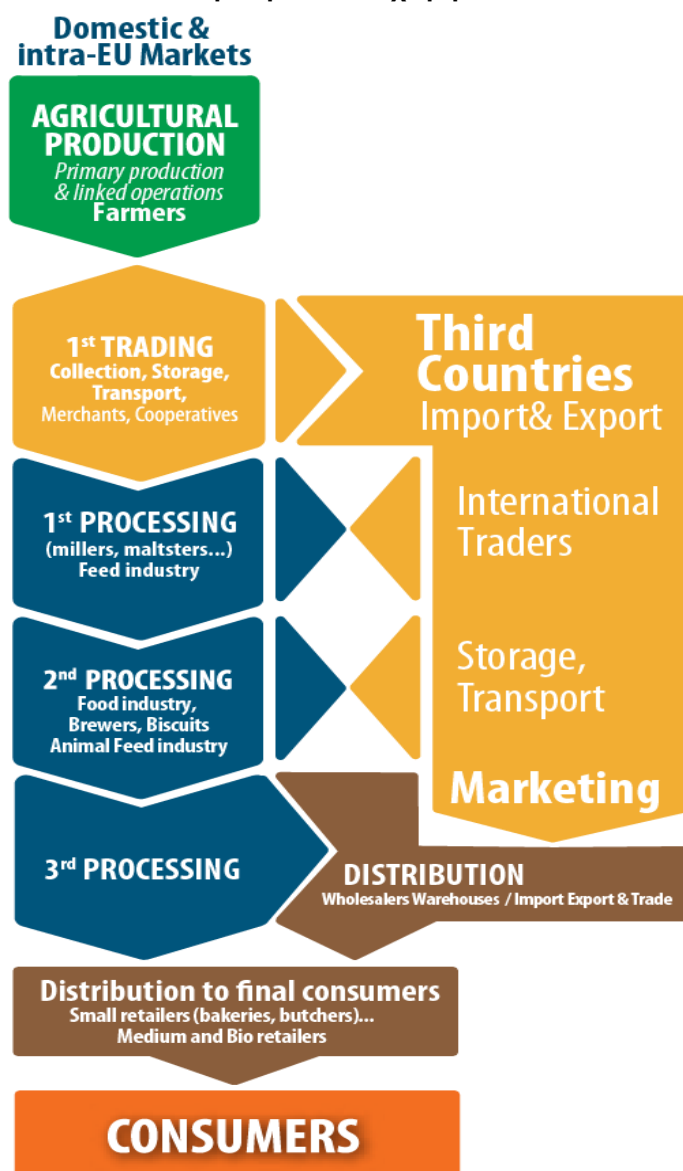 Domestic &
intra-EU Markets
AGRICULTURAL
PRODUCTION
Primary production
& linked operations
Farmers
1st TRADING
Collection, Storage,
Transport,
Merchants, Cooperatives
Third
Countries
Import& Export
1st PROCESSING
(millers, maltsters...)
Feed industry
International
Traders
2nd PROCESSING
Food industry,
Brewers, Biscuits
Animal Feed industry
Storage,
Transport
Marketing
3rd PROCESSING
DISTRIBUTION
Wholesalers Warehouses / Import Export & Trade
Distribution to final consumers
Small retailers (bakeries, butchers)...
Medium and Bio retailers
CONSUMERS